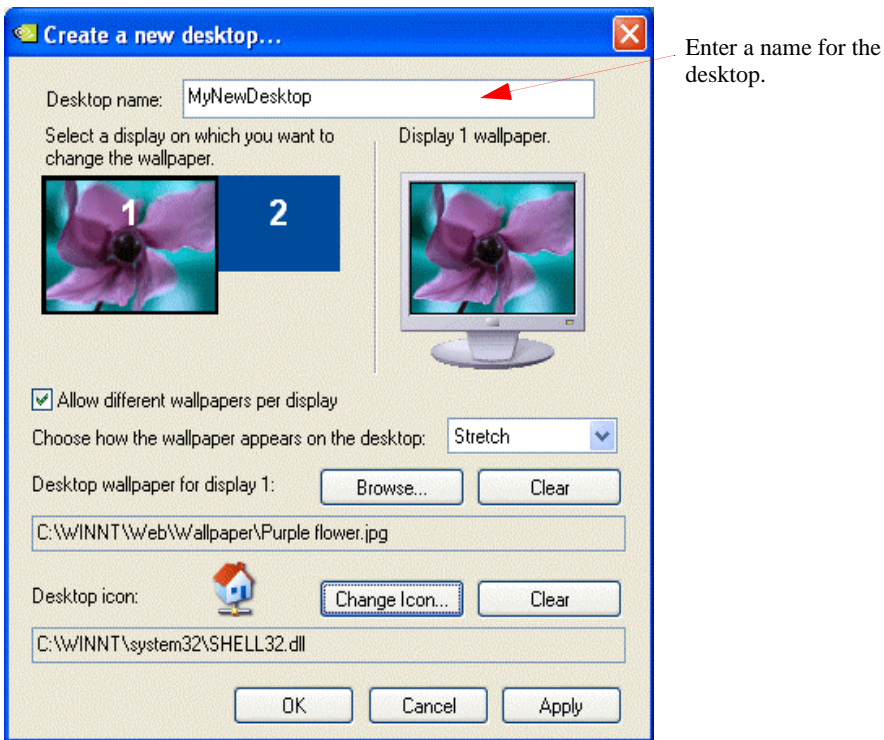 Create a new desktop...
Enter a name for the
desktop.
Desktop name:
MyNewDesktop
Select a display on which you want to
change the wallpaper.
Display 1 wallpaper.
1
2
Allow different wallpapers per display
Choose how the wallpaper appears on the desktop:
Stretch
Desktop wallpaper for display 1:
Browse...
Clear
C:\WINNT\Web\Wallpaper\Purple flower.jpg
Desktop icon:
Change Icon...
Clear
C:\WINNT\system32\SHELL32.dll
OK
Cancel
Apply